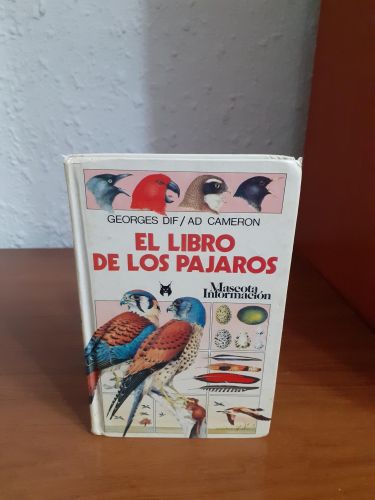 GEORGES DIF/AD CAMERON
EL LIBRO
DE LOS PAJAROS
Mascota
Información